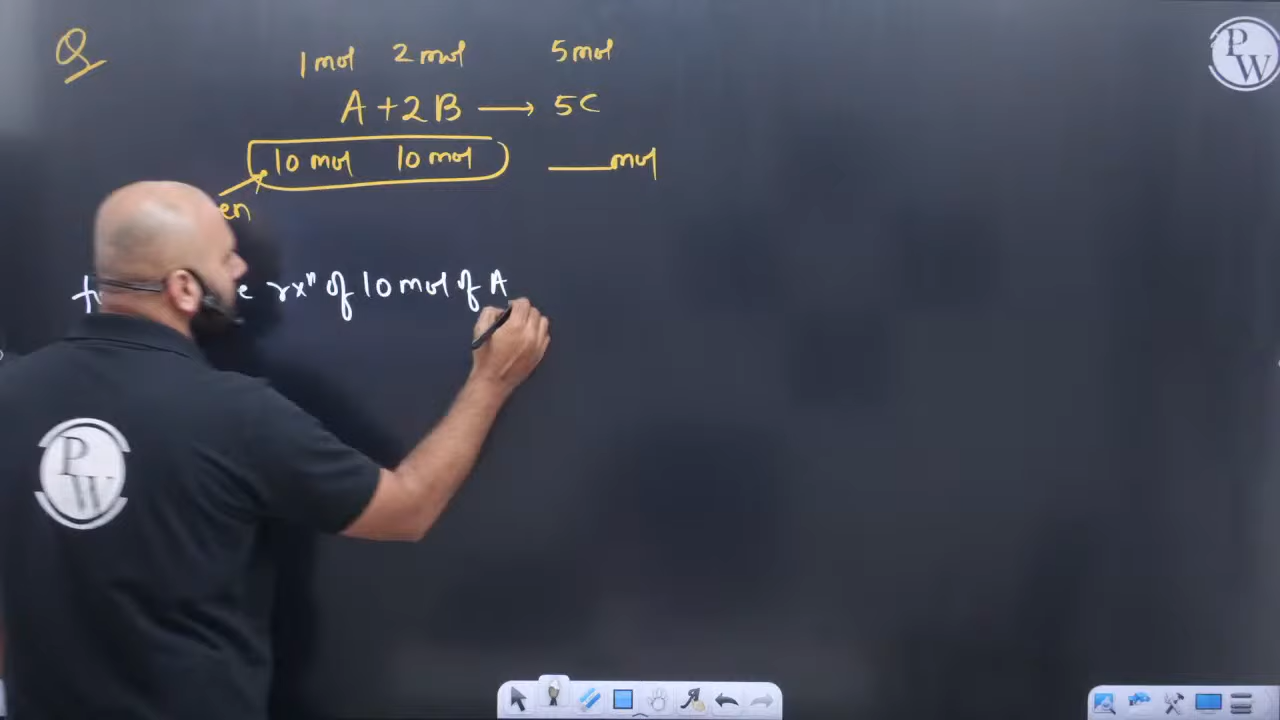 Q
1 mol 2 mol 5 mol
A + 2B → 5C
10 mol 10 mol ___ mol
rxⁿ of 10 mol of A
PW
PW